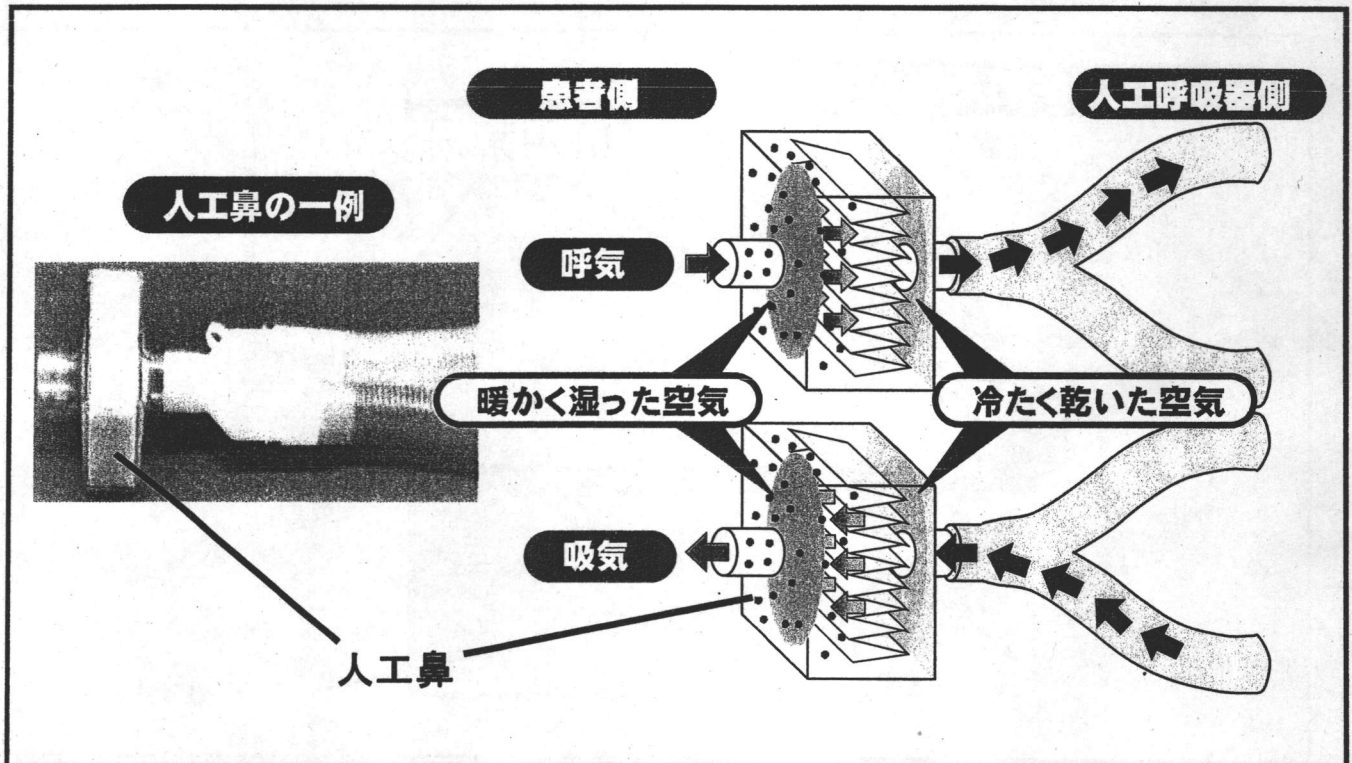 患者側
人工呼吸器側
人工鼻の一例
呼気
暖かく湿った空気
冷たく乾いた空気
吸気
人工鼻